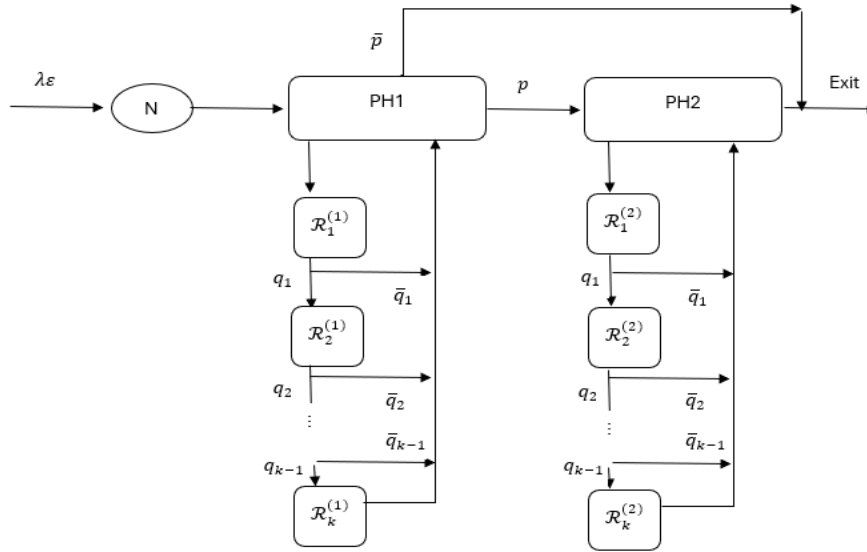 p̄
λε
N
PH1
p
PH2
Exit
ℛ₁⁽¹⁾
ℛ₁⁽²⁾
q₁
q̄₁
q₁
q̄₁
ℛ₂⁽¹⁾
ℛ₂⁽²⁾
q₂
q̄₂
q₂
q̄₂
⋮
⋮
q̄ₖ₋₁
q̄ₖ₋₁
qₖ₋₁
qₖ₋₁
ℛₖ⁽¹⁾
ℛₖ⁽²⁾